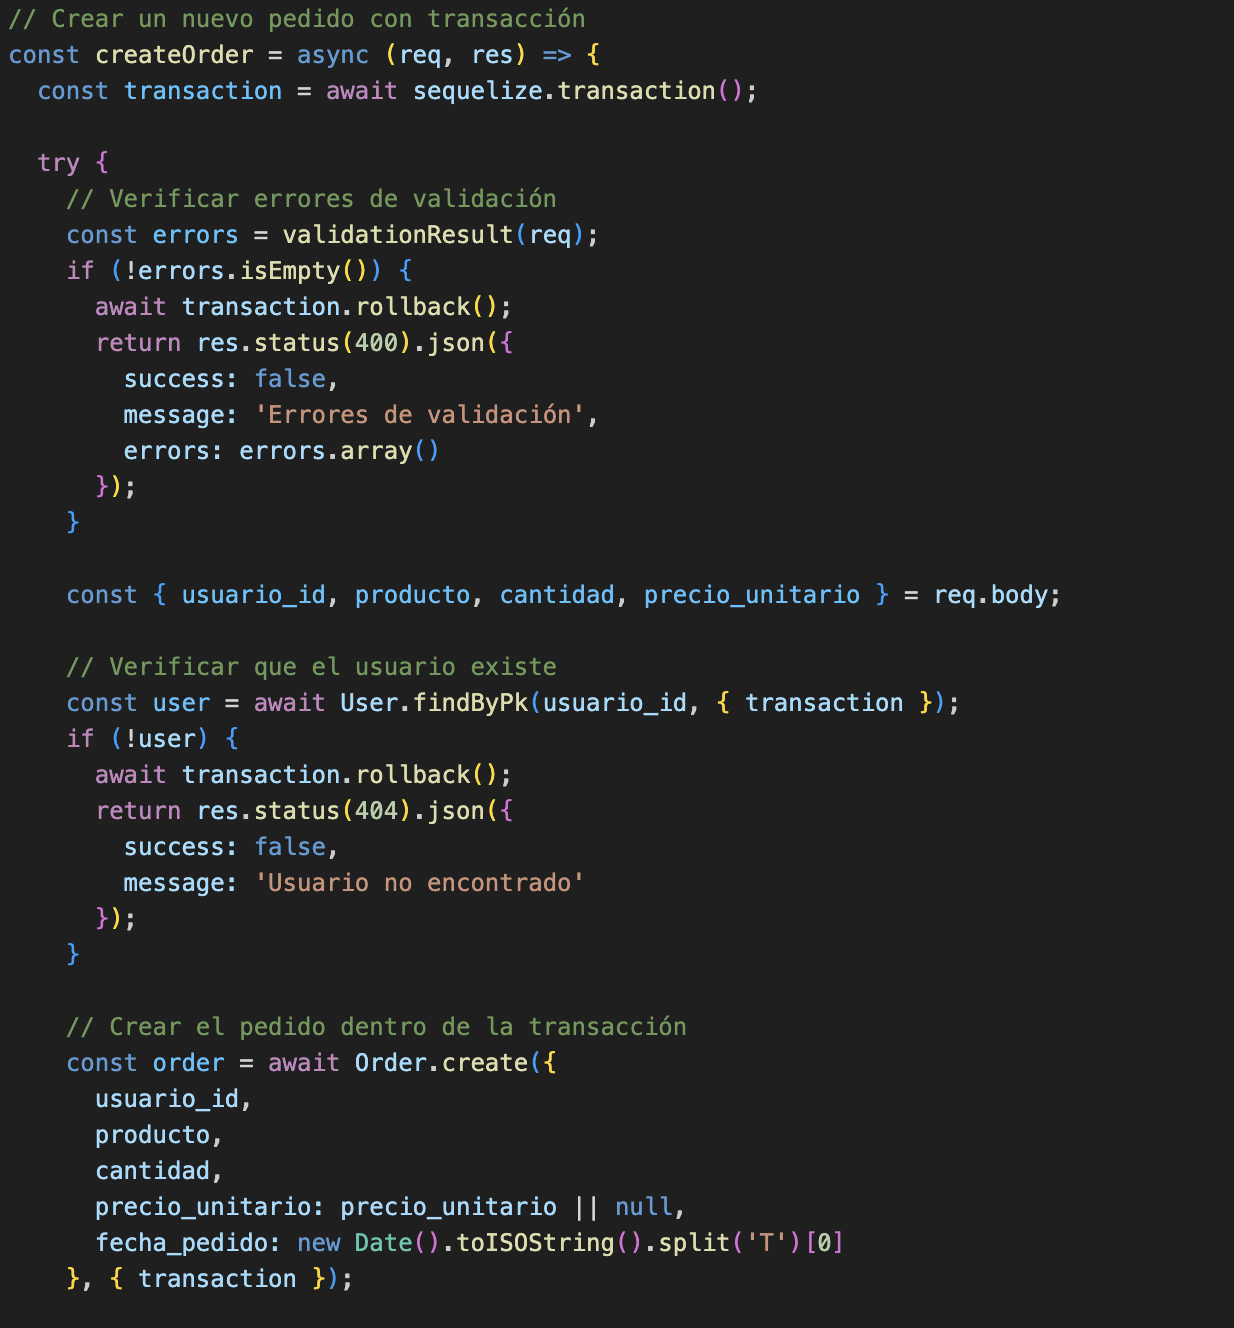 // Crear un nuevo pedido con transacción
const createOrder = async (req, res) => {
  const transaction = await sequelize.transaction();

  try {
    // Verificar errores de validación
    const errors = validationResult(req);
    if (!errors.isEmpty()) {
      await transaction.rollback();
      return res.status(400).json({
        success: false,
        message: 'Errores de validación',
        errors: errors.array()
      });
    }

    const { usuario_id, producto, cantidad, precio_unitario } = req.body;

    // Verificar que el usuario existe
    const user = await User.findByPk(usuario_id, { transaction });
    if (!user) {
      await transaction.rollback();
      return res.status(404).json({
        success: false,
        message: 'Usuario no encontrado'
      });
    }

    // Crear el pedido dentro de la transacción
    const order = await Order.create({
      usuario_id,
      producto,
      cantidad,
      precio_unitario: precio_unitario || null,
      fecha_pedido: new Date().toISOString().split('T')[0]
    }, { transaction });